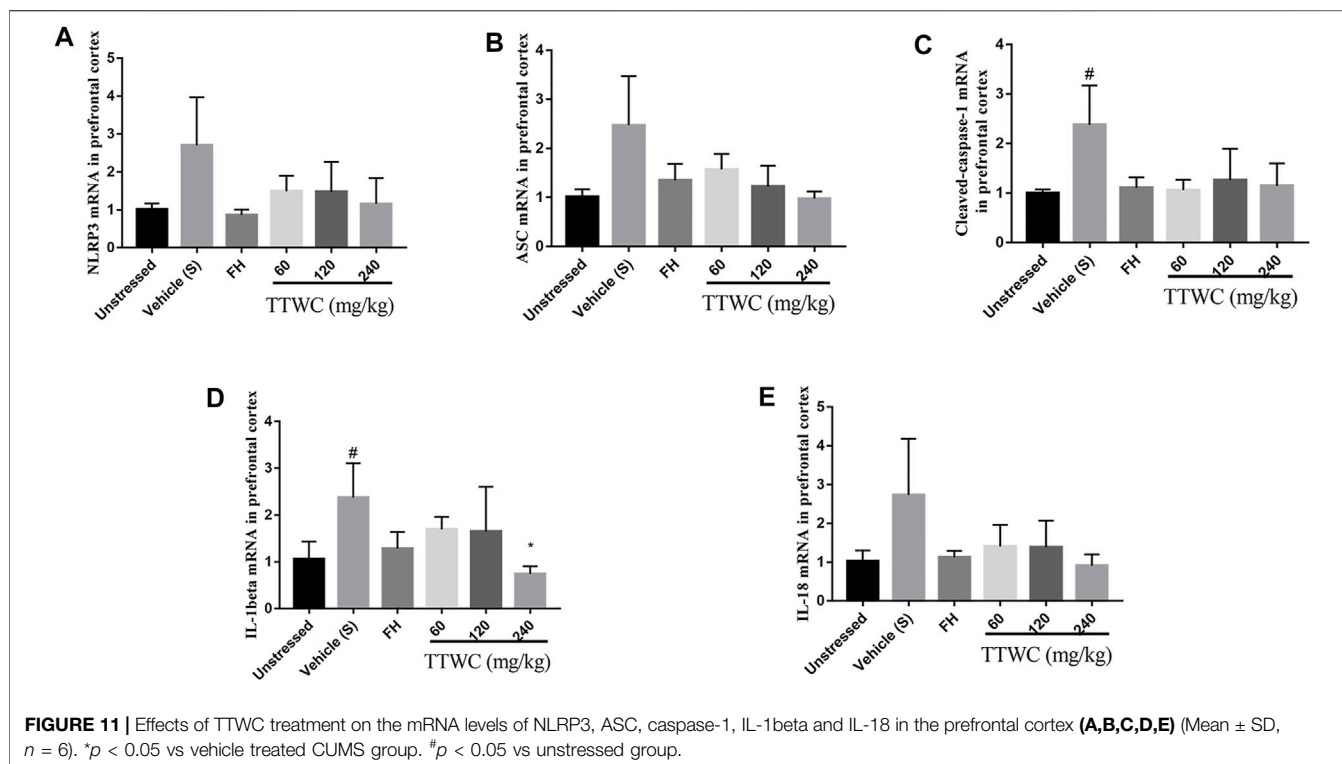 A
NLRP3 mRNA in prefrontal cortex
5
4
3
2
1
0
Unstressed
Vehicle (S)
FH
60
120
240
TTWC (mg/kg)
B
ASC mRNA in prefrontal cortex
4
3
2
1
0
Unstressed
Vehicle (S)
FH
60
120
240
TTWC (mg/kg)
C
Cleaved-caspase-1 mRNA
in prefrontal cortex
4
3
2
1
0
#
Unstressed
Vehicle (S)
FH
60
120
240
TTWC (mg/kg)
D
IL-1beta mRNA in prefrontal cortex
4
3
2
1
0
#
*
Unstressed
Vehicle (S)
FH
60
120
240
TTWC (mg/kg)
E
IL-18 mRNA in prefrontal cortex
5
4
3
2
1
0
Unstressed
Vehicle (S)
FH
60
120
240
TTWC (mg/kg)
FIGURE 11 | Effects of TTWC treatment on the mRNA levels of NLRP3, ASC, caspase-1, IL-1beta and IL-18 in the prefrontal cortex (A,B,C,D,E) (Mean ± SD,
n = 6). *p < 0.05 vs vehicle treated CUMS group. #p < 0.05 vs unstressed group.